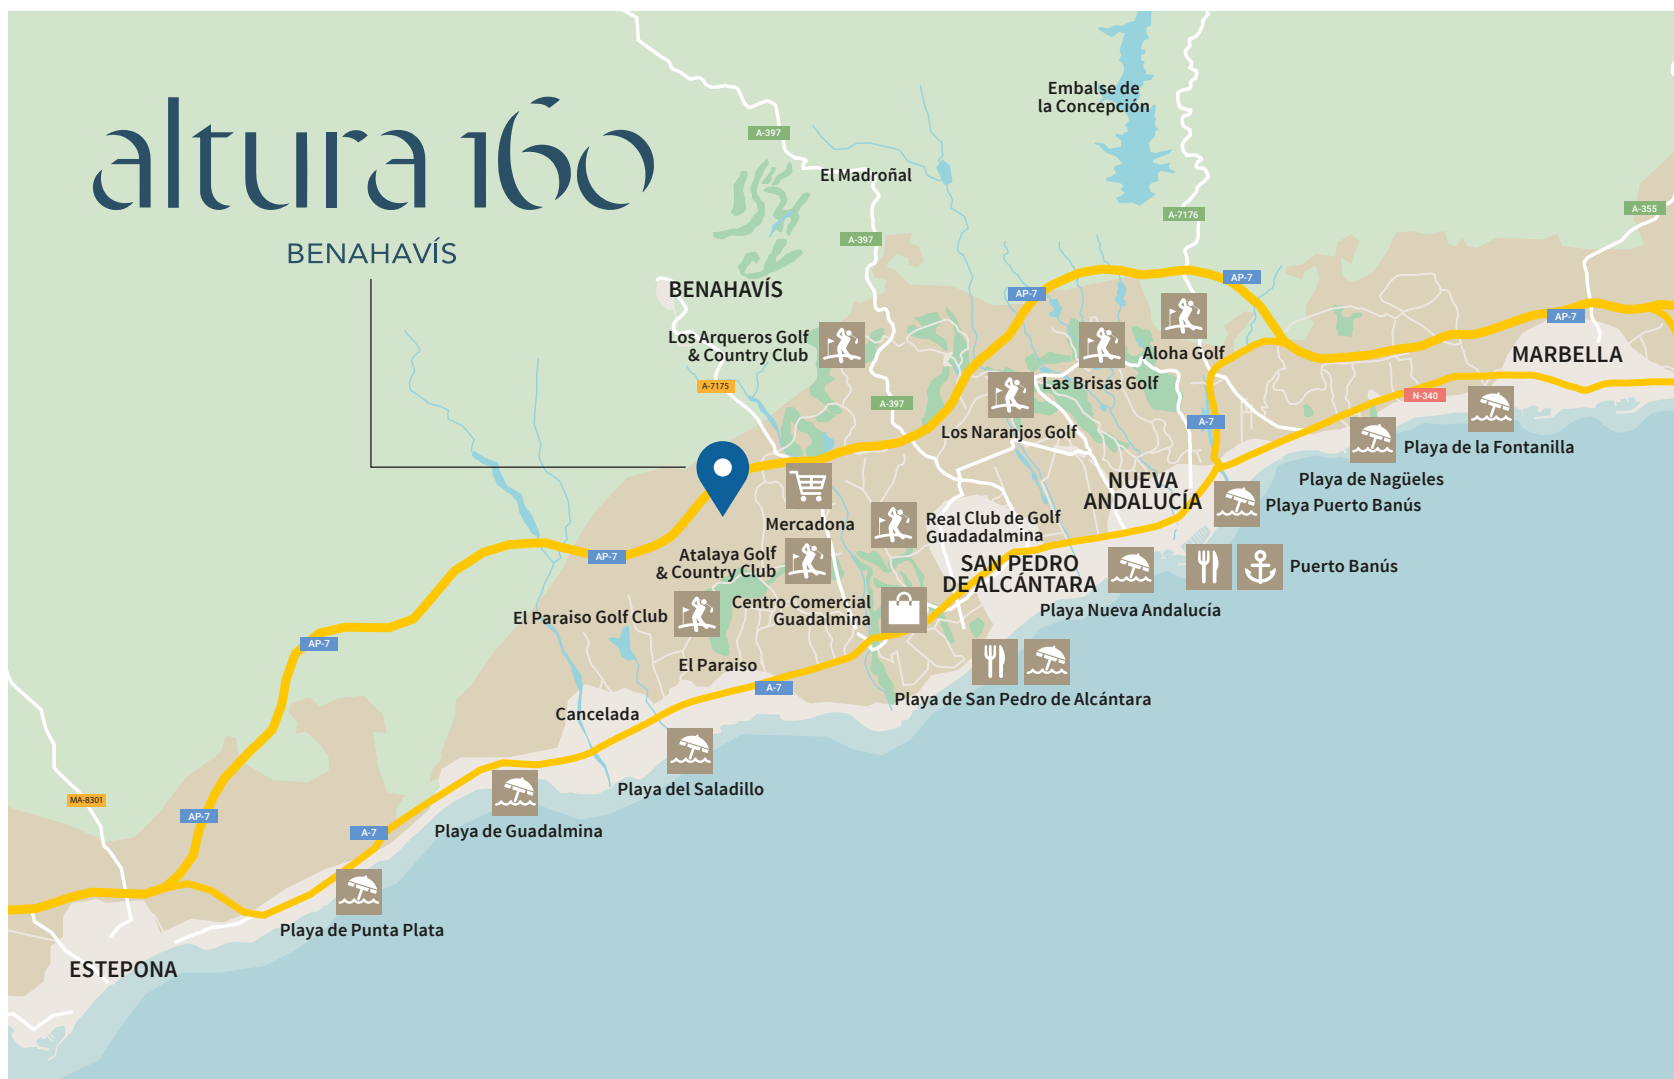 altura 160
BENAHAVÍS
Embalse de
la Concepción
A-397
El Madroñal
A-355
A-7176
A-397
AP-7
BENAHAVÍS
AP-7
AP-7
Los Arqueros Golf
& Country Club
Aloha Golf
MARBELLA
A-7175
Las Brisas Golf
N-340
A-397
A-7
Los Naranjos Golf
Playa de la Fontanilla
Playa de Nagüeles
NUEVA
ANDALUCÍA
Playa Puerto Banús
Mercadona
Real Club de Golf
Guadadalmina
AP-7
Atalaya Golf
& Country Club
SAN PEDRO
DE ALCÁNTARA
Puerto Banús
Centro Comercial
Guadalmina
Playa Nueva Andalucía
El Paraiso Golf Club
AP-7
El Paraiso
A-7
Playa de San Pedro de Alcántara
Cancelada
Playa del Saladillo
MA-8301
AP-7
A-7
Playa de Guadalmina
Playa de Punta Plata
ESTEPONA